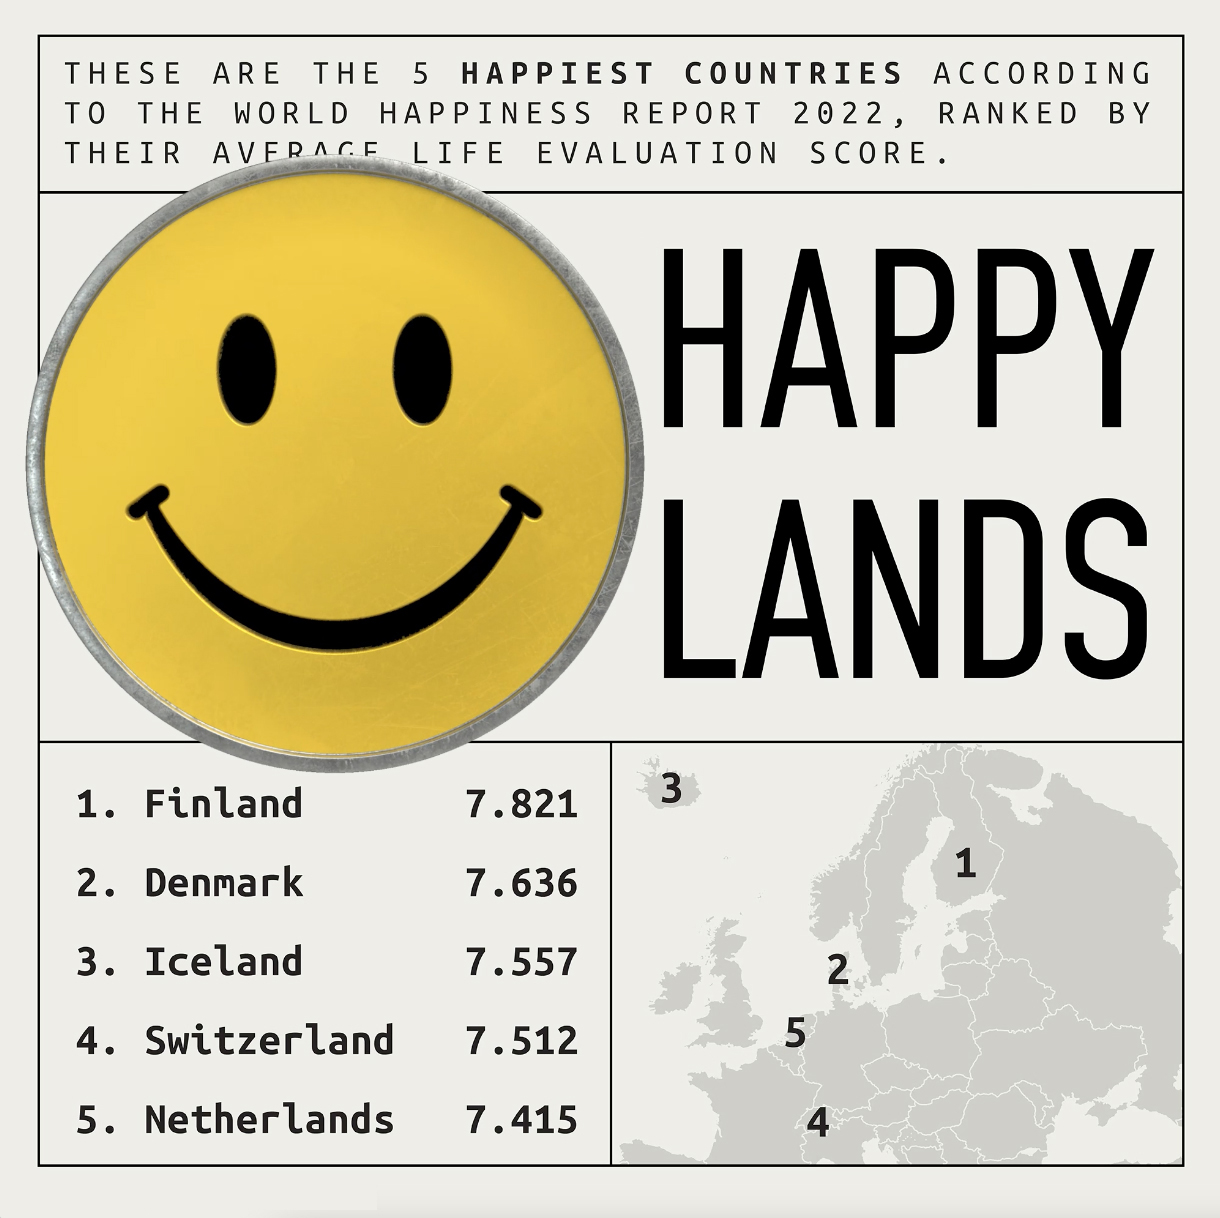 THESE ARE THE 5 HAPPIEST COUNTRIES ACCORDING
TO THE WORLD HAPPINESS REPORT 2022, RANKED BY
THEIR AVERAGE LIFE EVALUATION SCORE.
HAPPY
LANDS
1. Finland 7.821
2. Denmark 7.636
3. Iceland 7.557
4. Switzerland 7.512
5. Netherlands 7.415
3
1
2
5
4